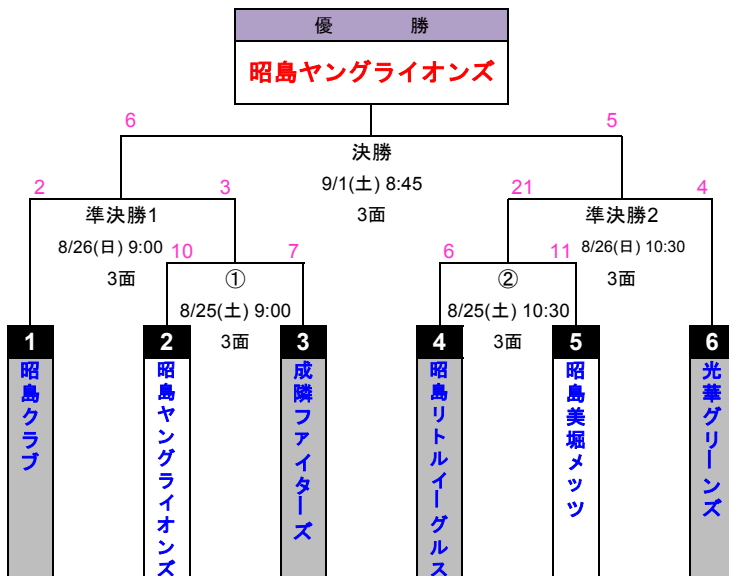 優 勝
昭島ヤングライオンズ
6
5
決勝
9/1(土) 8:45
3面
2
3
21
4
準決勝1
8/26(日) 9:00
3面
準決勝2
8/26(日) 10:30
3面
10
7
6
11
①
8/25(土) 9:00
3面
②
8/25(土) 10:30
3面
1
2
3
4
5
6
昭島クラブ
昭島ヤングライオンズ
成隣ファイターズ
昭島リトルイーグルス
昭島美堀メッツ
光華グリーンズ